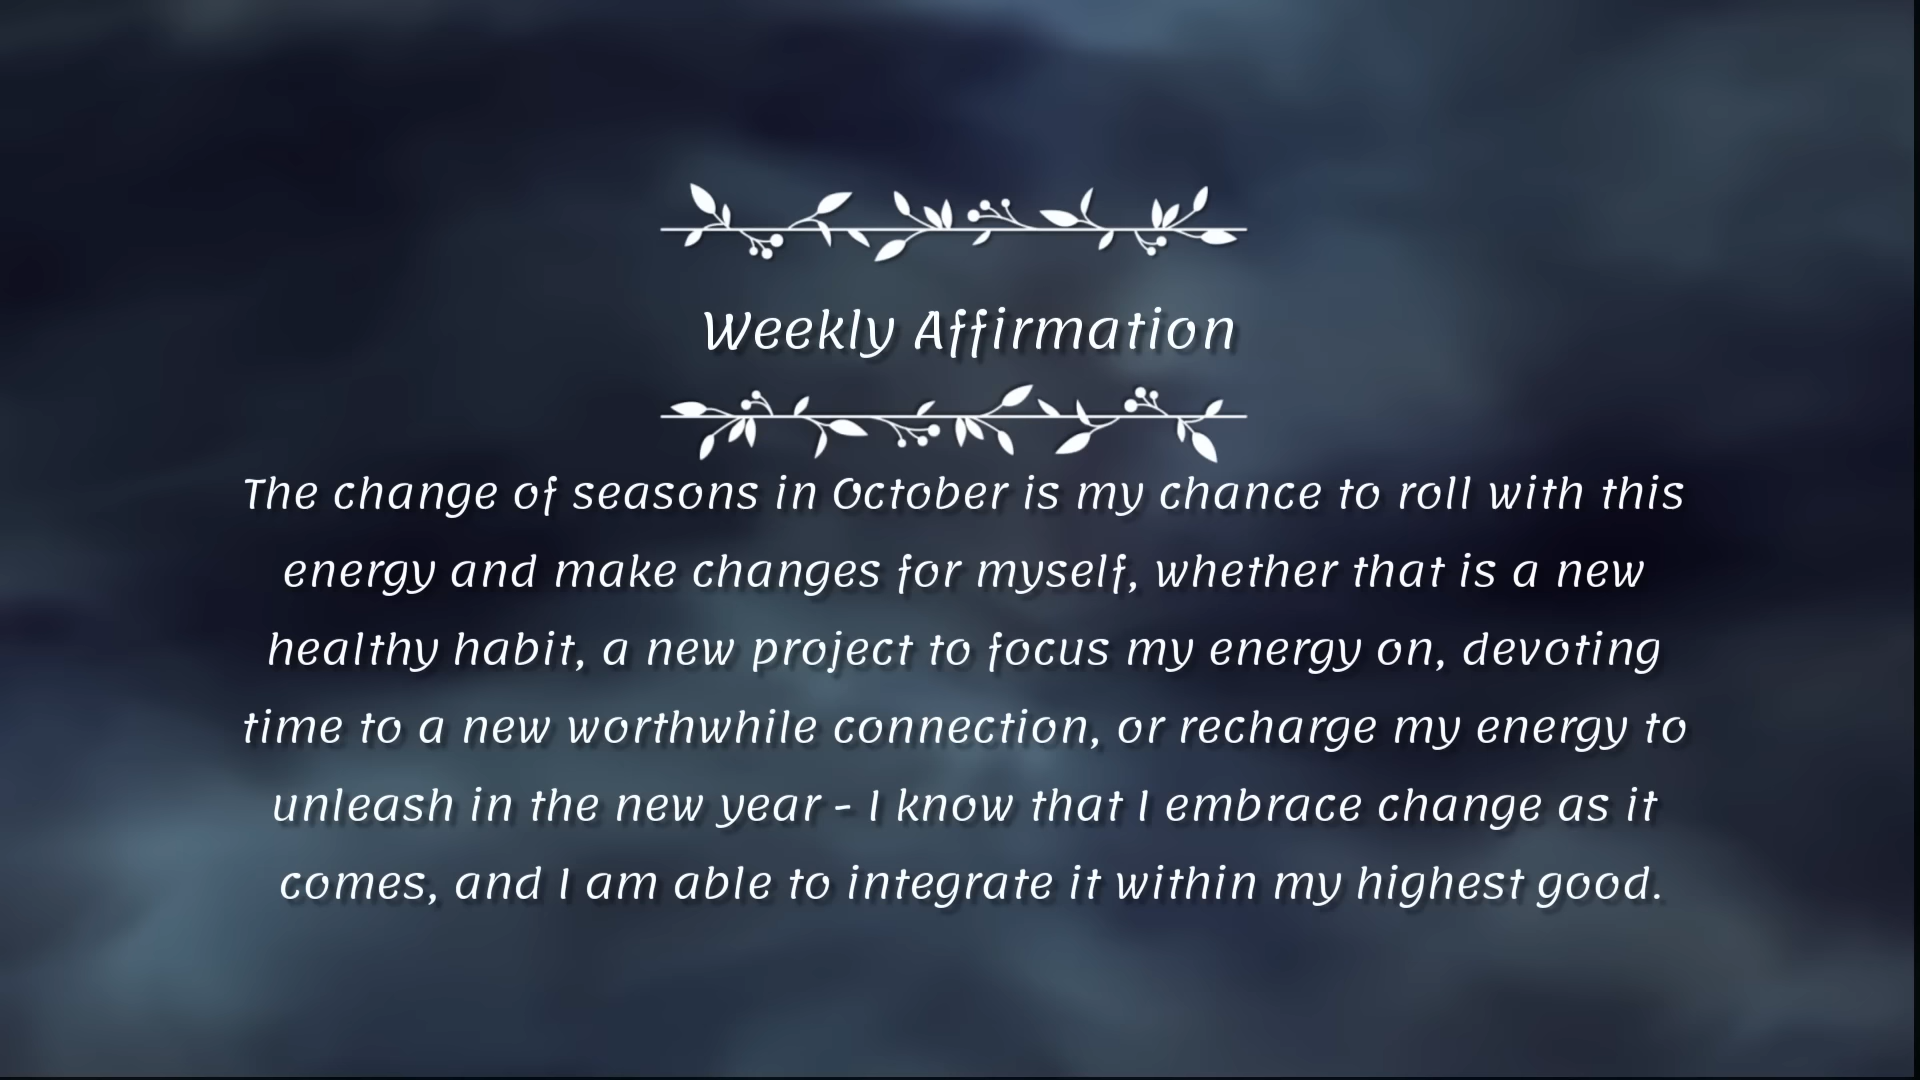 Weekly Affirmation
The change of seasons in October is my chance to roll with this
energy and make changes for myself, whether that is a new
healthy habit, a new project to focus my energy on, devoting
time to a new worthwhile connection, or recharge my energy to
unleash in the new year - I know that I embrace change as it
comes, and I am able to integrate it within my highest good.